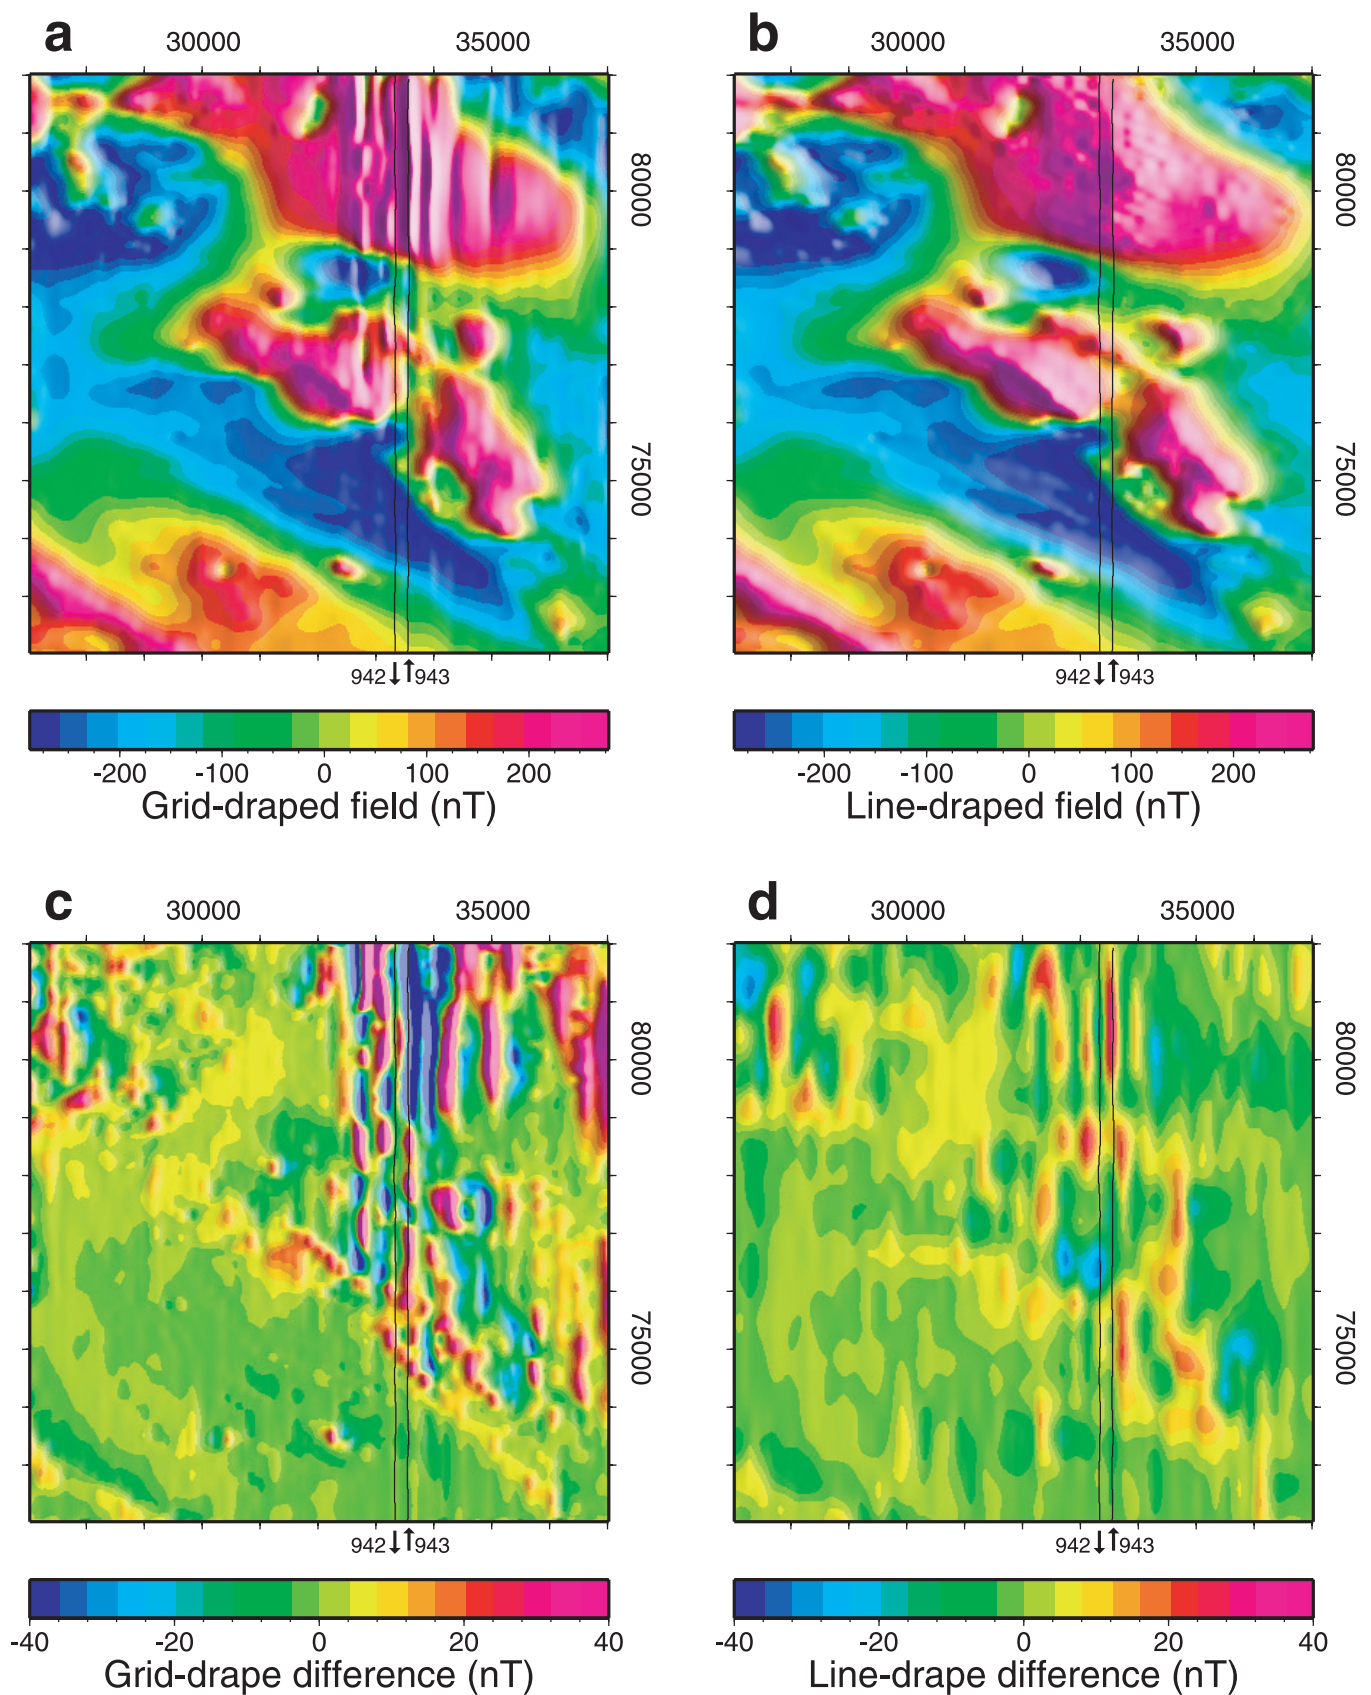 a
30000 35000
80000
75000
942 943
-200 -100 0 100 200
Grid-draped field (nT)
b
30000 35000
80000
75000
942 943
-200 -100 0 100 200
Line-draped field (nT)
c
30000 35000
80000
75000
942 943
-40 -20 0 20 40
Grid-drape difference (nT)
d
30000 35000
80000
75000
942 943
-40 -20 0 20 40
Line-drape difference (nT)